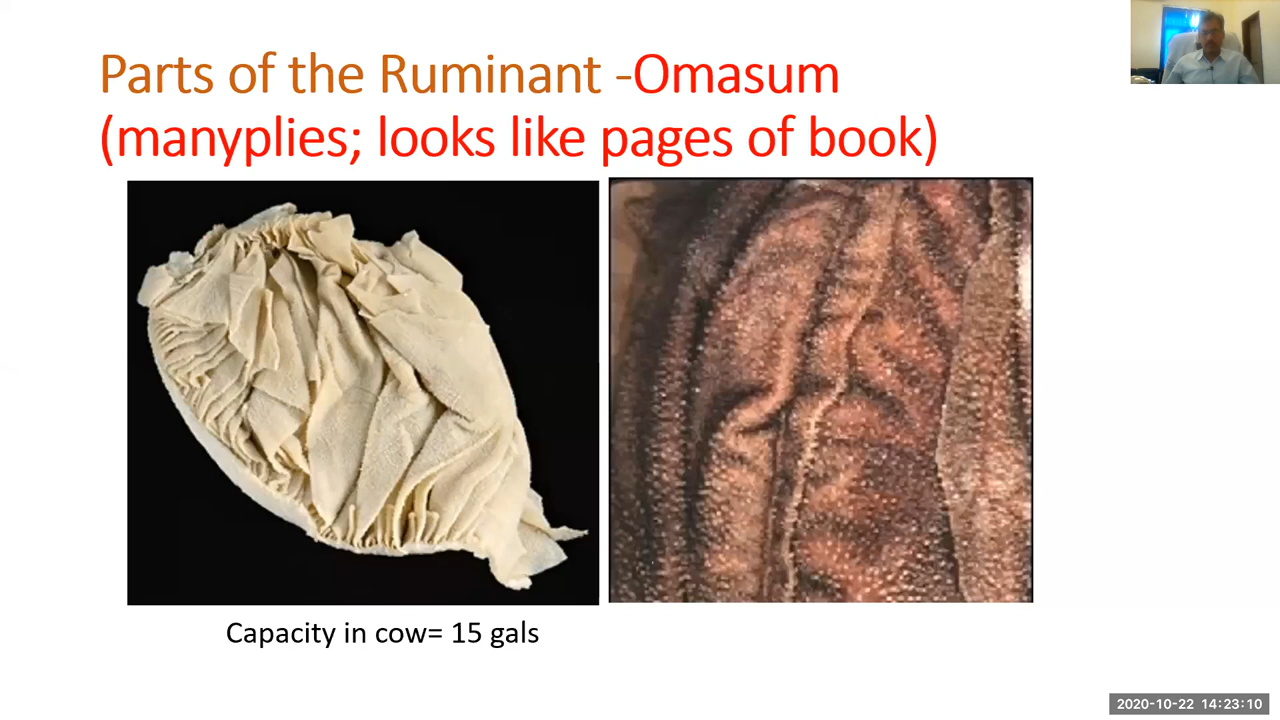 Parts of the Ruminant -Omasum
(manyplies; looks like pages of book)
Capacity in cow= 15 gals
2020-10-22 14:23:10